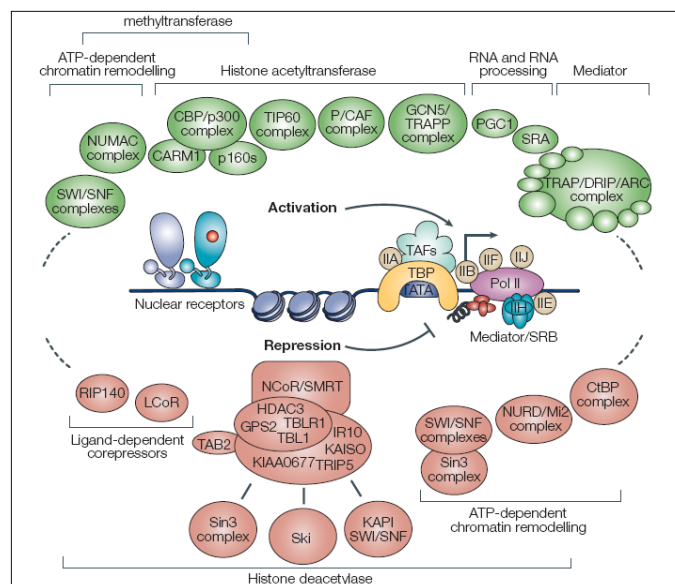 methyltransferase
ATP-dependent
chromatin remodelling
Histone acetyltransferase
RNA and RNA
processing
Mediator
CBP/p300
complex
TIP60
complex
P/CAF
complex
GCN5/
TRAPP
complex
PGC1
SRA
NUMAC
complex
CARM1
p160s
SWI/SNF
complexes
TRAP/DRIP/ARC
complex
Activation
TAFs
IIA
TBP
TATA
IIB
IIF
IIJ
Pol II
IIH
IIE
Nuclear receptors
Mediator/SRB
Repression
NCoR/SMRT
HDAC3
GPS2
TBLR1
TBL1
IR10
KAISO
KIAA0677
TRIP5
TAB2
RIP140
LCoR
Ligand-dependent
corepressors
CtBP
complex
NURD/Mi2
complex
SWI/SNF
complexes
Sin3
complex
Sin3
complex
Ski
KAPI
SWI/SNF
ATP-dependent
chromatin remodelling
Histone deacetylase